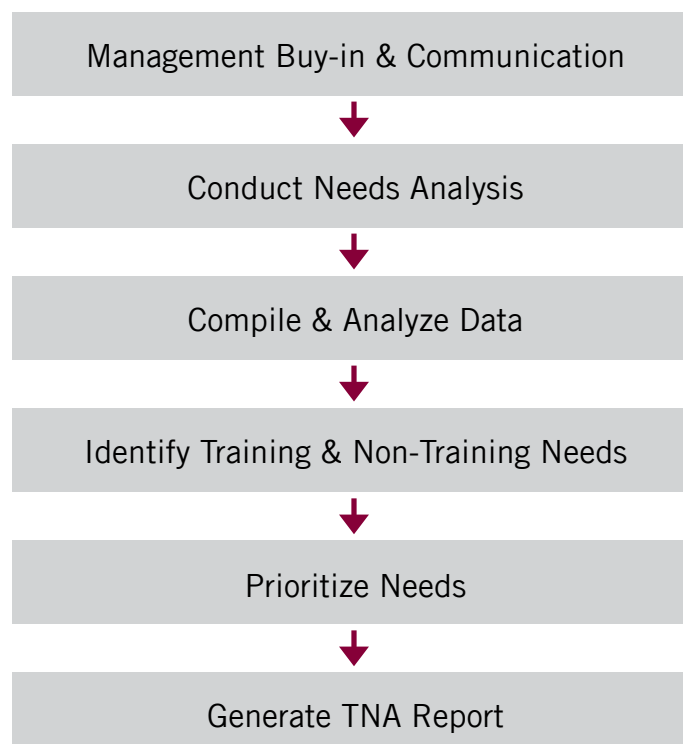 Management Buy-in & Communication
Conduct Needs Analysis
Compile & Analyze Data
Identify Training & Non-Training Needs
Prioritize Needs
Generate TNA Report